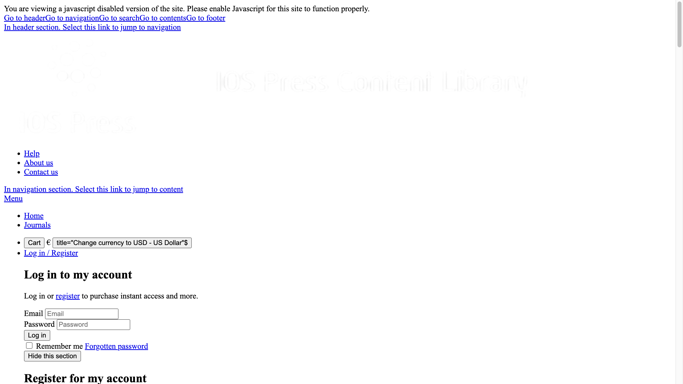 You are viewing a javascript disabled version of the site. Please enable Javascript for this site to function properly.
Go to headerGo to navigationGo to searchGo to contentsGo to footer
In header section. Select this link to jump to navigation
IOS Press Content Library
IOS Press
Help
About us
Contact us
In navigation section. Select this link to jump to content
Menu
Home
Journals
Cart € title="Change currency to USD - US Dollar"$
Log in / Register
Log in to my account
Log in or register to purchase instant access and more.
Email Email
Password Password
Log in
Remember me Forgotten password
Hide this section
Register for my account